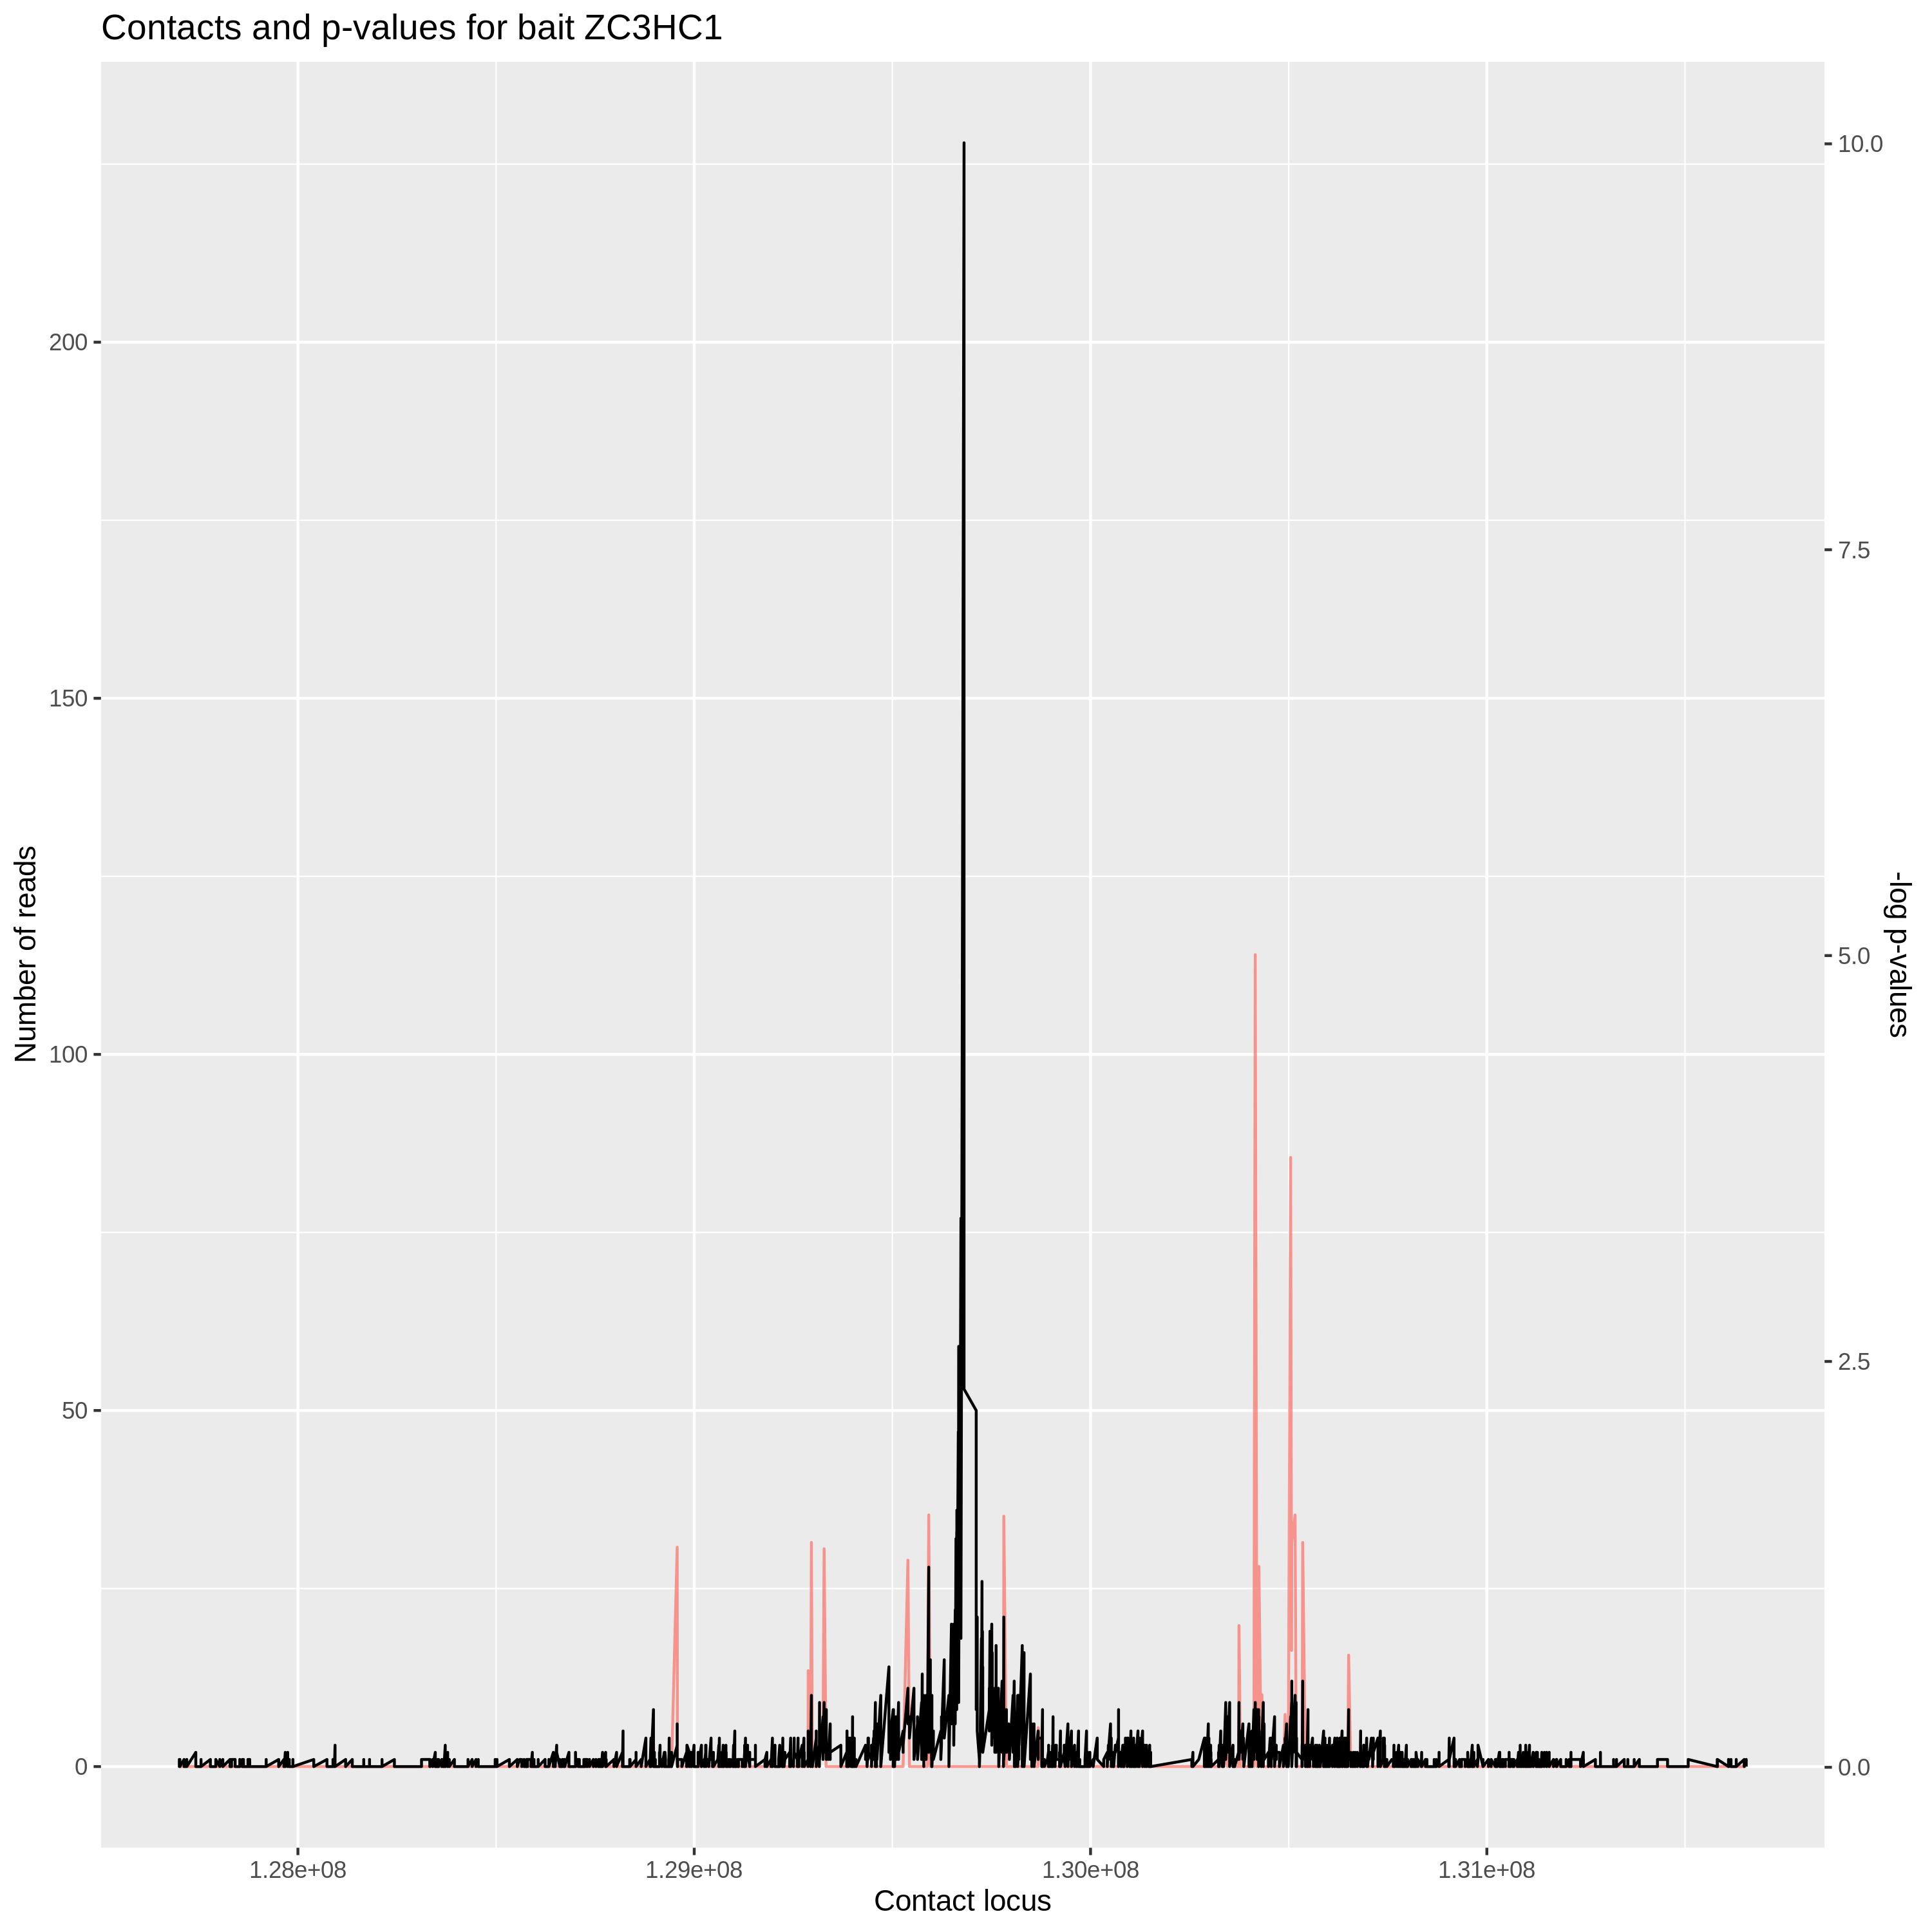 Contacts and p-values for bait ZC3HC1
Number of reads
200
150
100
50
0
10.0
7.5
5.0
2.5
0.0
-log p-values
1.28e+08
1.29e+08
1.30e+08
1.31e+08
Contact locus